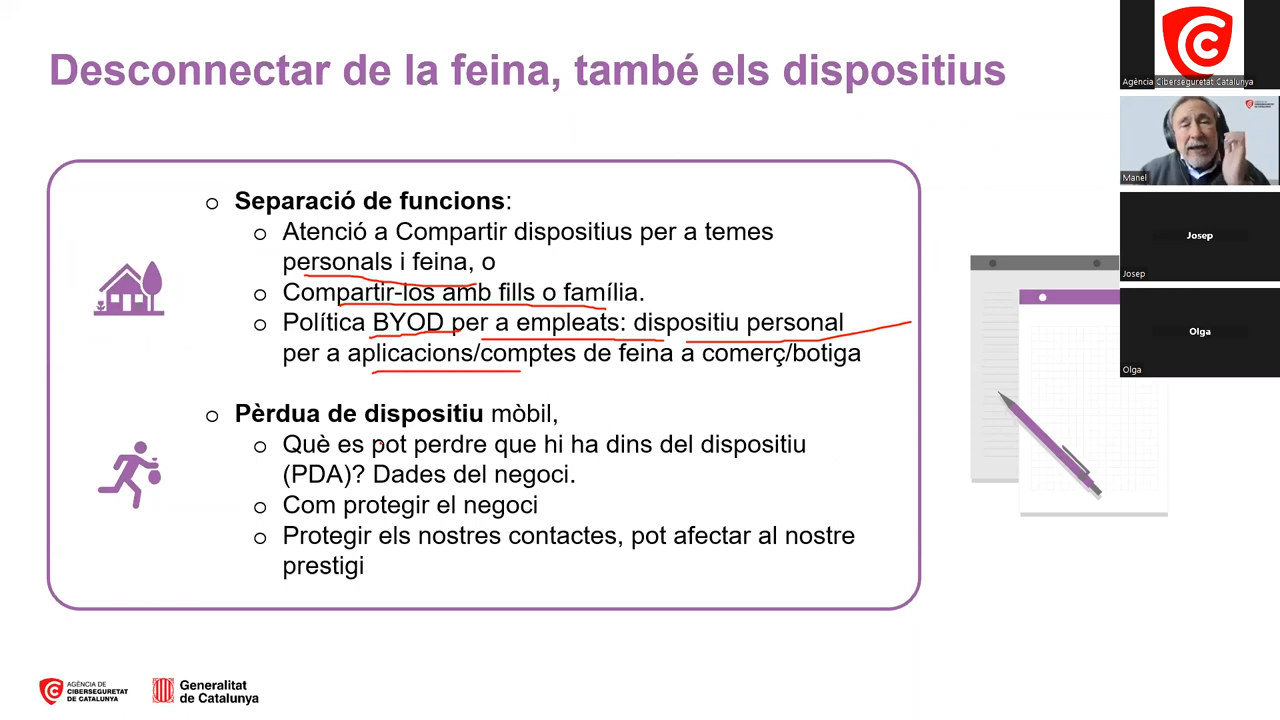 Desconnectar de la feina, també els dispositius
Separació de funcions:
Atenció a Compartir dispositius per a temes
personals i feina, o
Compartir-los amb fills o família.
Política BYOD per a empleats: dispositiu personal
per a aplicacions/comptes de feina a comerç/botiga
Pèrdua de dispositiu mòbil,
Què es pot perdre que hi ha dins del dispositiu
(PDA)? Dades del negoci.
Com protegir el negoci
Protegir els nostres contactes, pot afectar al nostre
prestigi
AGÈNCIA DE
CIBERSEGURETAT
DE CATALUNYA
Generalitat
de Catalunya
Agència Ciberseguretat Catalunya
Manel
Josep
Josep
Olga
Olga